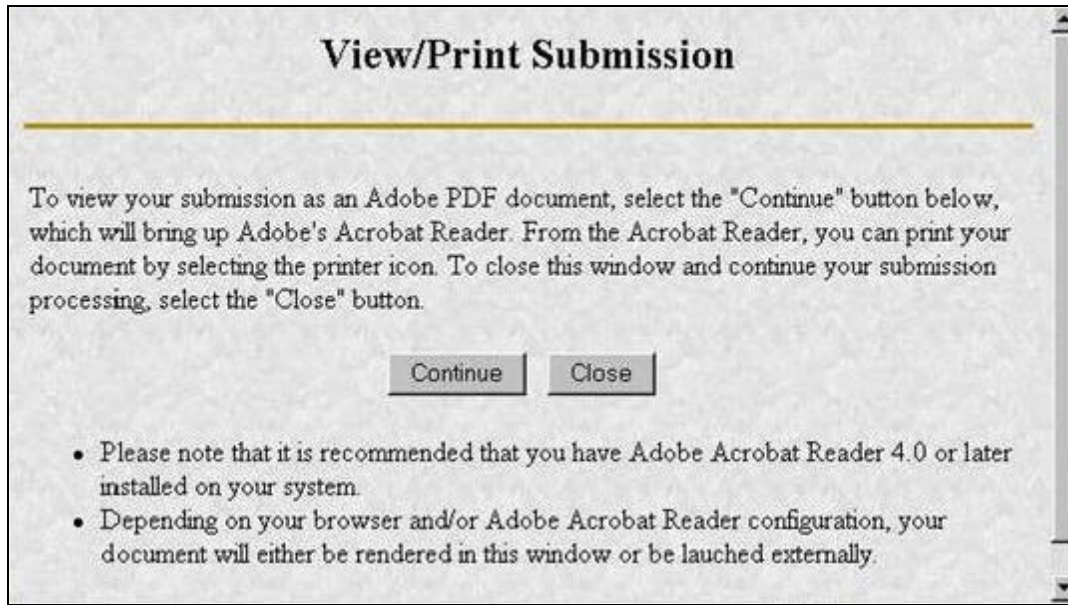 View/Print Submission
To view your submission as an Adobe PDF document, select the "Continue" button below,
which will bring up Adobe's Acrobat Reader. From the Acrobat Reader, you can print your
document by selecting the printer icon. To close this window and continue your submission
processing, select the "Close" button.
Continue Close
• Please note that it is recommended that you have Adobe Acrobat Reader 4.0 or later
installed on your system.
• Depending on your browser and/or Adobe Acrobat Reader configuration, your
document will either be rendered in this window or be lauched externally.